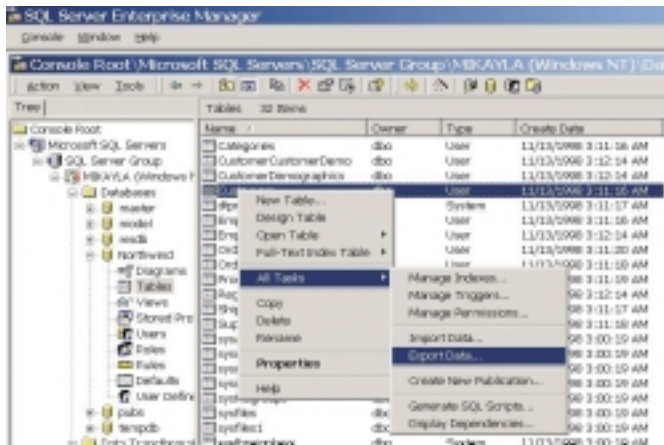 SQL Server Enterprise Manager
Console Window Help
Console Root\Microsoft SQL Servers\SQL Server Group\MIKAYLA (Windows NT)\Da
Action View Tools
Tree
Tables 32 Items
Console Root
Microsoft SQL Servers
SQL Server Group
MIKAYLA (Windows
Databases
master
model
msdb
Northwind
Diagrams
Tables
Views
Stored Pro
Users
Roles
Rules
Defaults
User Define
pubs
tempdb
Name Owner Type Create Date
Categories dbo User 11/13/1998 3:11:16 AM
CustomerCustomerDemo dbo User 11/13/1998 3:12:14 AM
CustomerDemographics dbo User 11/13/1998 3:12:14 AM
11/13/1998 3:11:16 AM
System 11/13/1998 3:11:17 AM
User 11/13/1998 3:11:16 AM
User 11/13/1998 3:12:14 AM
User 11/13/1998 3:11:20 AM
New Table...
Design Table
Open Table
Full-Text Index Table
All Tasks
Copy
Delete
Rename
Properties
Help
Manage Indexes...
Manage Triggers...
Manage Permissions...
Import Data...
Export Data...
Create New Publication...
Generate SQL Scripts...
Display Dependencies...
sysfiles
sysfiles1